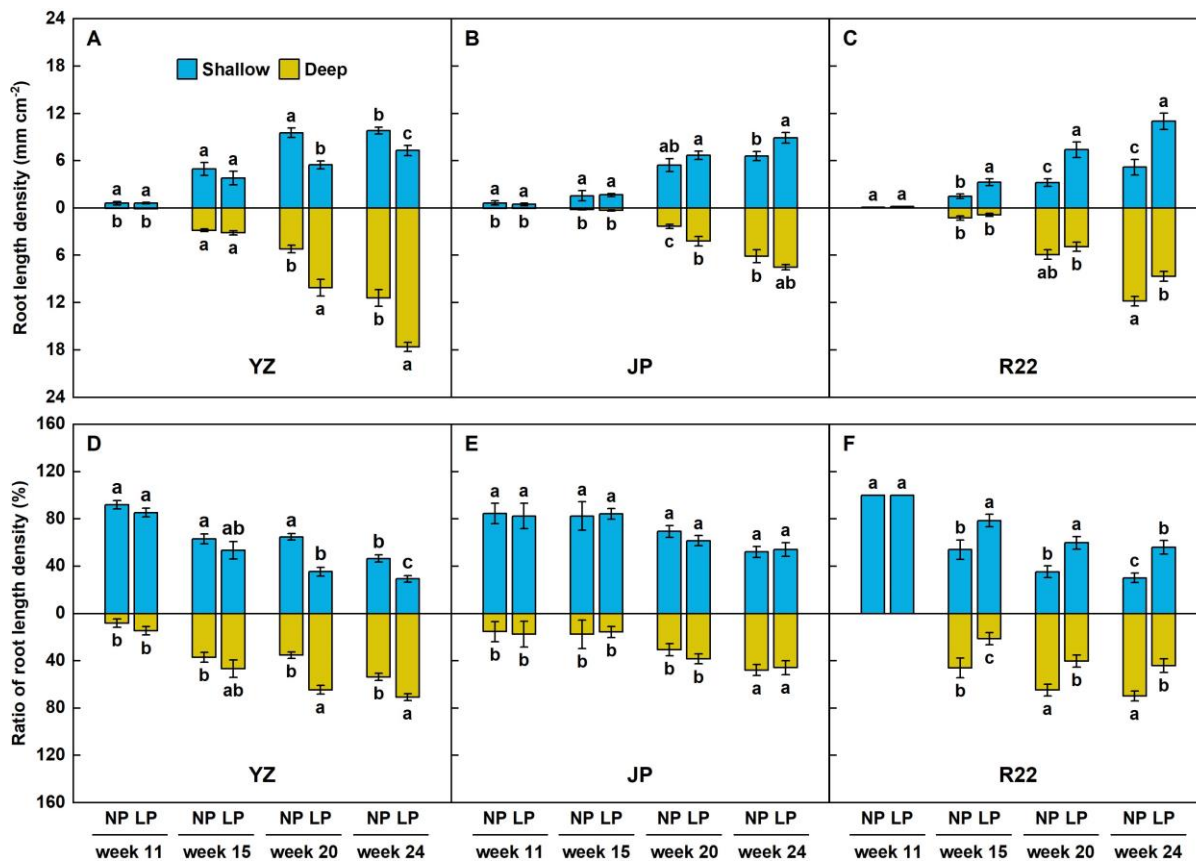 A
B
C
Shallow Deep
Root length density (mm cm-2)
24
18
12
6
0
6
12
18
24
a a a a a b b c
b b a a b a b a
a a a a ab a b a
b b b b c b b ab
a a b a c a c a
b b ab b a b
YZ
JP
R22
D
E
F
Ratio of root length density (%)
160
120
80
40
0
40
80
120
160
a a a ab a b b c
b b b ab b a b a
a a a a a a a a
b b b b b b a a
a a b a b a c b
b c a b a b
YZ
JP
R22
NP LP NP LP NP LP NP LP NP LP NP LP NP LP NP LP NP LP NP LP NP LP NP LP
week 11 week 15 week 20 week 24 week 11 week 15 week 20 week 24 week 11 week 15 week 20 week 24